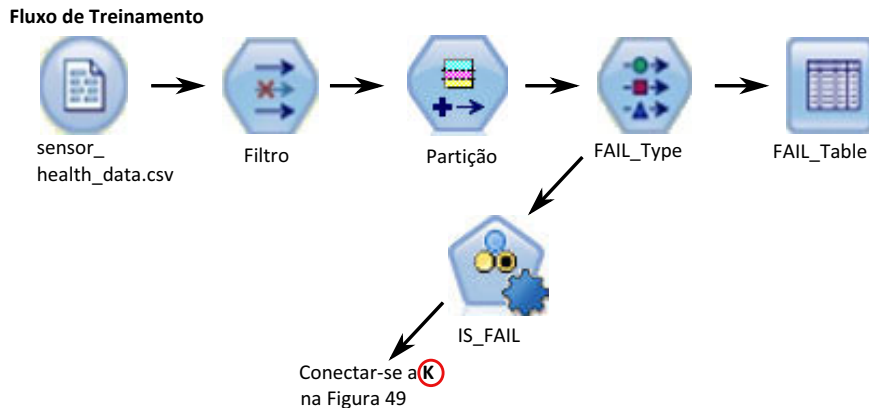 Fluxo de Treinamento
sensor_
health_data.csv
Filtro
Partição
FAIL_Type
FAIL_Table
IS_FAIL
Conectar-se a K
na Figura 49